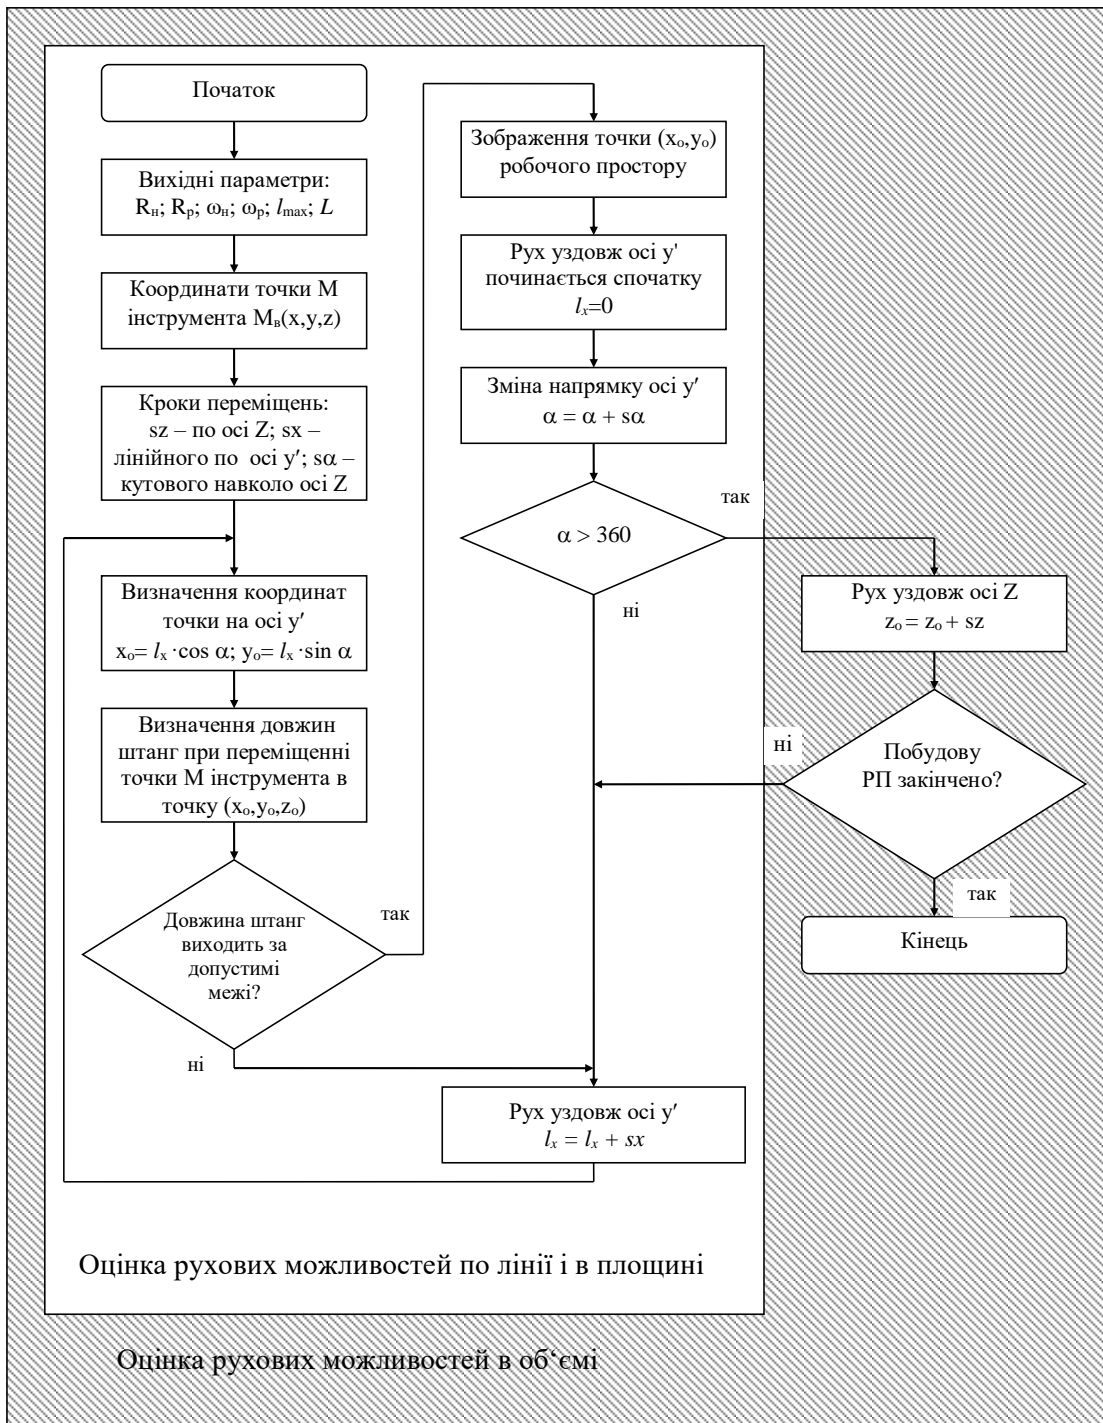 Початок
Вихідні параметри:
Rн; Rр; ωн; ωр; lmax; L
Координати точки М
інструмента Мв(x,y,z)
Кроки переміщень:
sz – по осі Z; sx –
лінійного по осі y′; sα –
кутового навколо осі Z
Визначення координат
точки на осі y′
xо= lx ·cos α; yо= lx ·sin α
Визначення довжин
штанг при переміщенні
точки М інструмента в
точку (xо,yо,zо)
Довжина штанг
виходить за
допустимі
межі?
так
ні
Зображення точки (xо,yо)
робочого простору
Рух уздовж осі y'
починається спочатку
lx=0
Зміна напрямку осі y′
α = α + sα
α > 360
так
ні
Рух уздовж осі Z
zо = zо + sz
Побудову
РП закінчено?
ні
так
Кінець
Рух уздовж осі y′
lx = lx + sx
Оцінка рухових можливостей по лінії і в площині
Оцінка рухових можливостей в об‘ємі